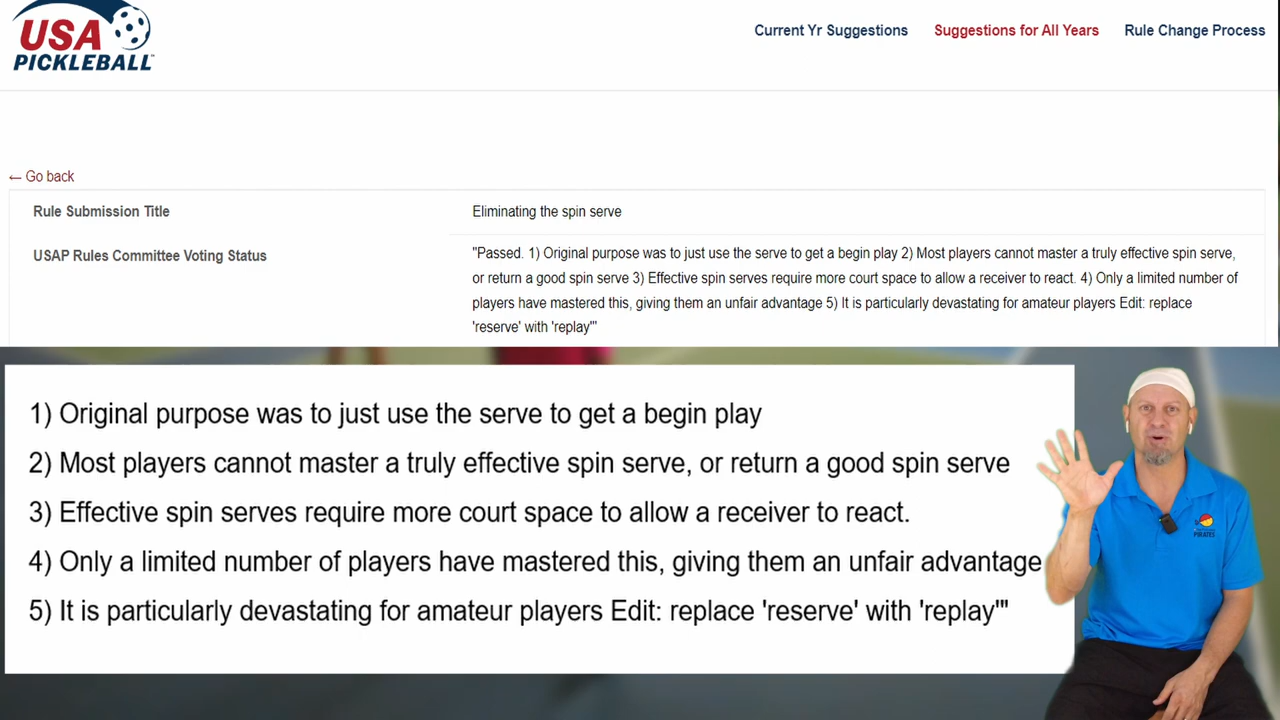 USA
PICKLEBALL
Current Yr Suggestions
Suggestions for All Years
Rule Change Process
← Go back
Rule Submission Title
Eliminating the spin serve
USAP Rules Committee Voting Status
"Passed. 1) Original purpose was to just use the serve to get a begin play 2) Most players cannot master a truly effective spin serve,
or return a good spin serve 3) Effective spin serves require more court space to allow a receiver to react. 4) Only a limited number of
players have mastered this, giving them an unfair advantage 5) It is particularly devastating for amateur players Edit: replace
'reserve' with 'replay'"
1) Original purpose was to just use the serve to get a begin play
2) Most players cannot master a truly effective spin serve, or return a good spin serve
3) Effective spin serves require more court space to allow a receiver to react.
4) Only a limited number of players have mastered this, giving them an unfair advantage
5) It is particularly devastating for amateur players Edit: replace 'reserve' with 'replay'"
PIRATES